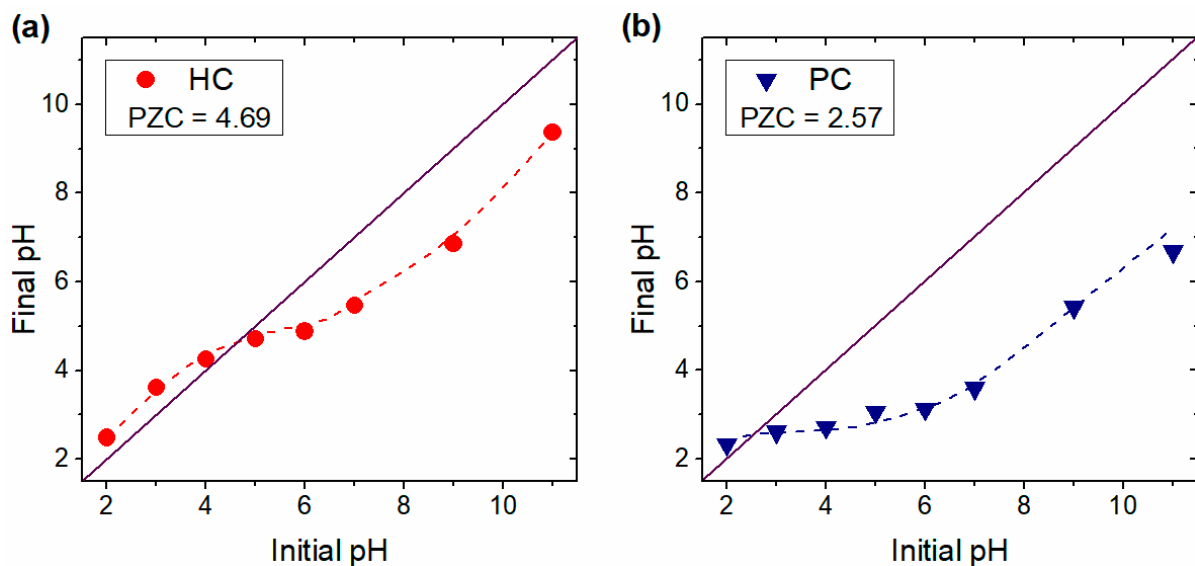 (a)
HC
PZC = 4.69
10
8
6
4
2
Final pH
2 4 6 8 10
Initial pH
(b)
PC
PZC = 2.57
10
8
6
4
2
Final pH
2 4 6 8 10
Initial pH